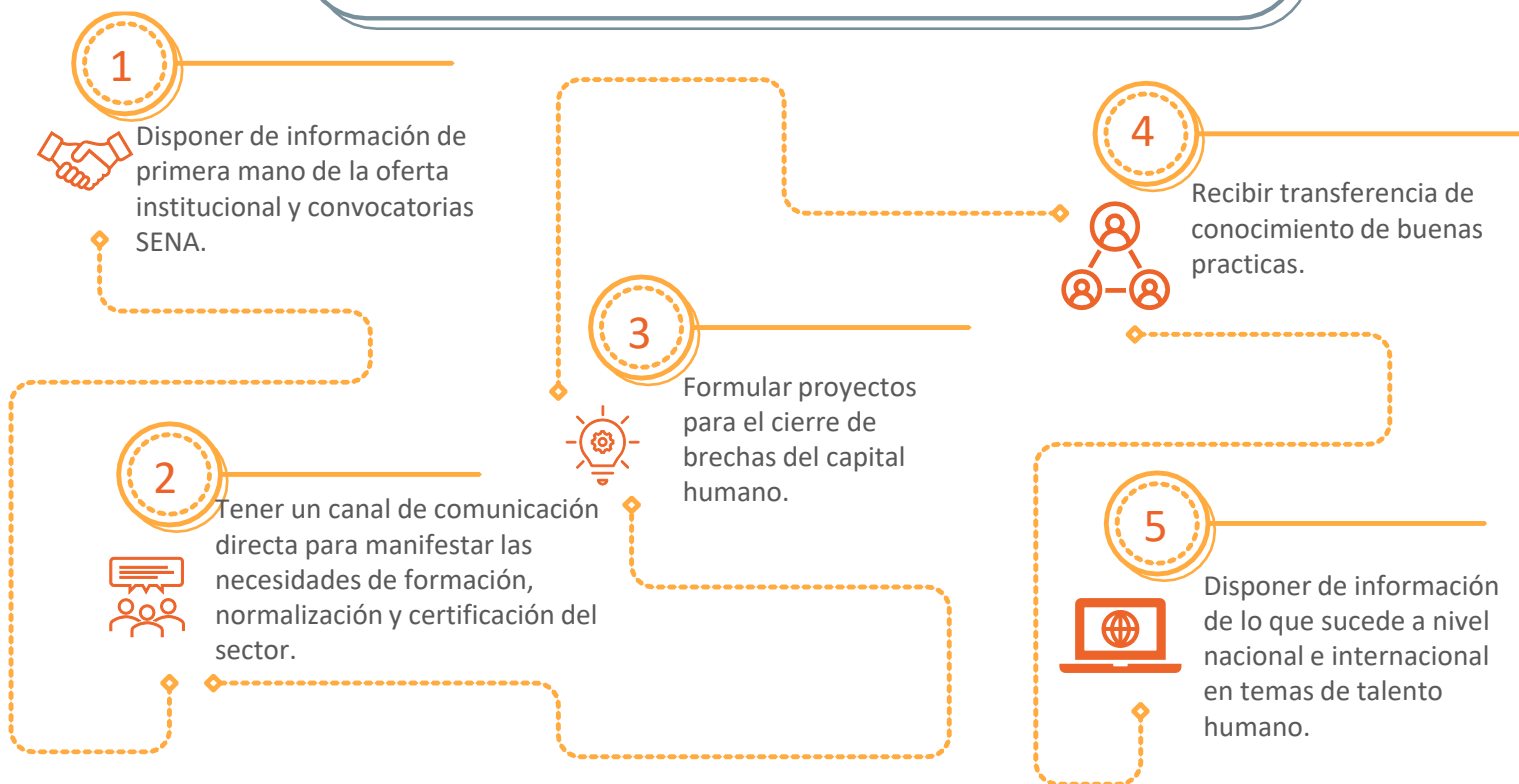 1
Disponer de información de
primera mano de la oferta
institucional y convocatorias
SENA.
2
Tener un canal de comunicación
directa para manifestar las
necesidades de formación,
normalización y certificación del
sector.
3
Formular proyectos
para el cierre de
brechas del capital
humano.
4
Recibir transferencia de
conocimiento de buenas
practicas.
5
Disponer de información
de lo que sucede a nivel
nacional e internacional
en temas de talento
humano.